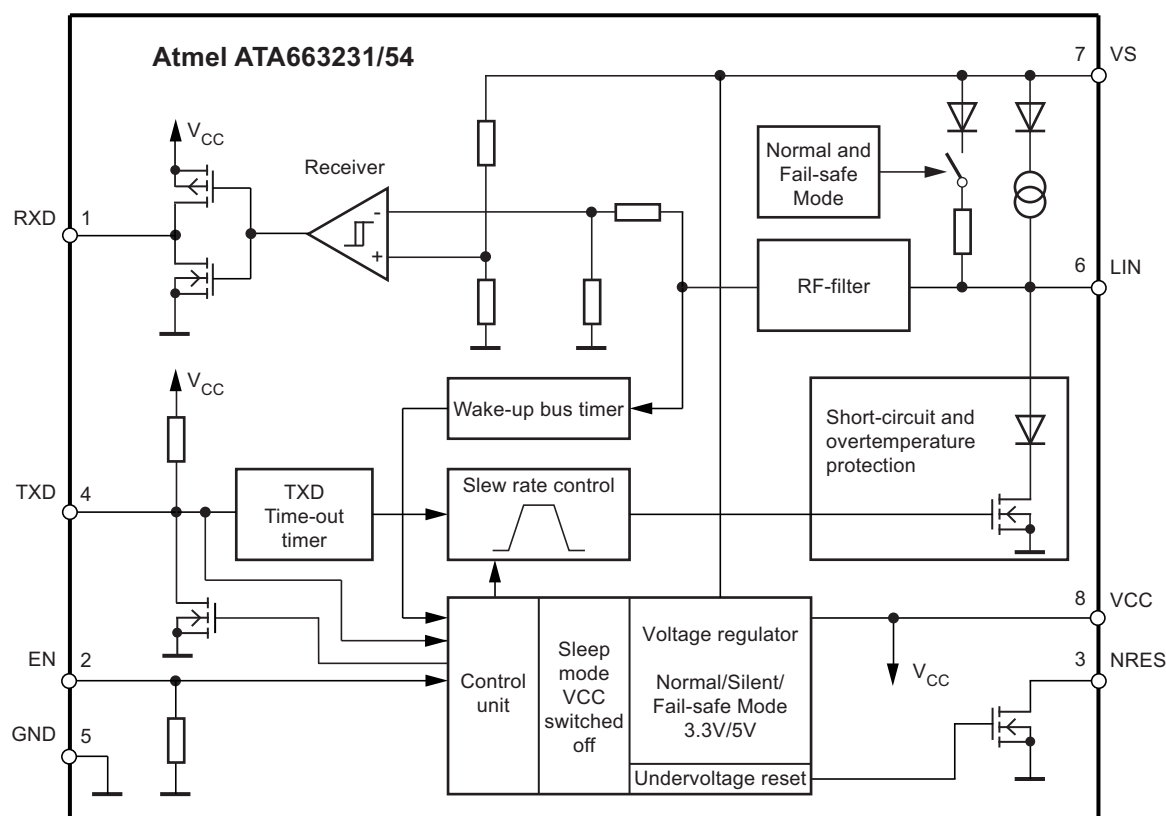 Atmel ATA663231/54
7
VS
VCC
Receiver
Normal and
Fail-safe
Mode
RXD
1
-
+
RF-filter
6
LIN
VCC
Wake-up bus timer
Short-circuit and
overtemperature
protection
TXD
4
TXD
Time-out
timer
Slew rate control
8
VCC
EN
2
Control
unit
Sleep
mode
VCC
switched
off
Voltage regulator
Normal/Silent/
Fail-safe Mode
3.3V/5V
VCC
3
NRES
GND
5
Undervoltage reset